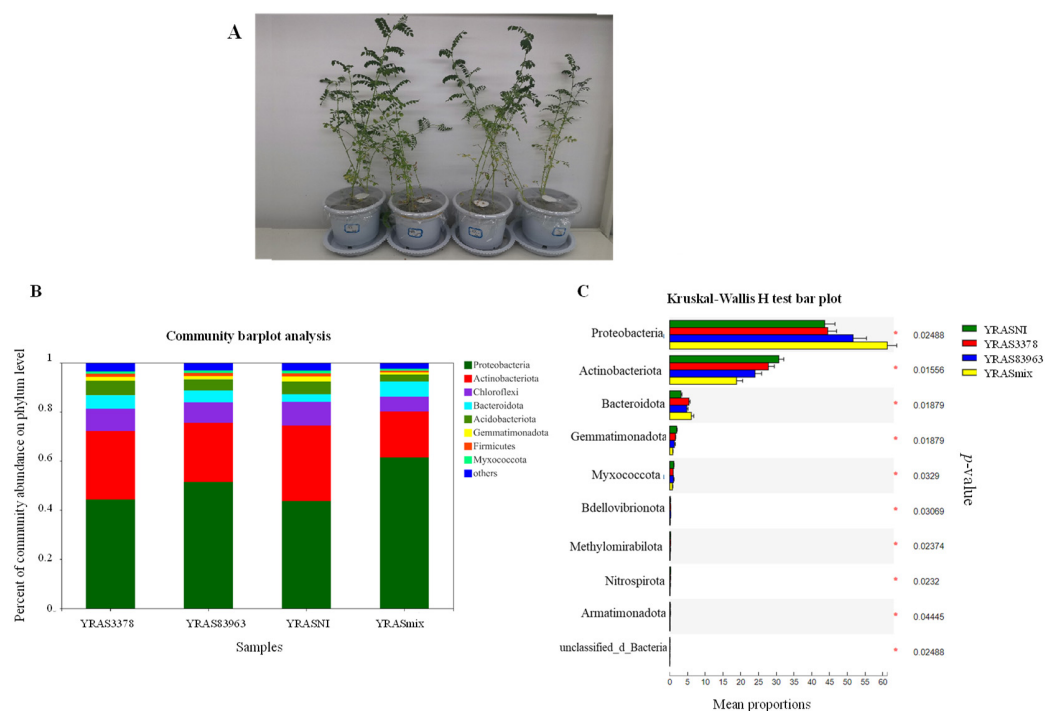 A
B
Community barplot analysis
Percent of community abundance on phylum level
1
0.8
0.6
0.4
0.2
0
YRAS3378
YRAS83963
YRASNI
YRASmix
Samples
Proteobacteria
Actinobacteriota
Chloroflexi
Bacteroidota
Acidobacteriota
Gemmatimonadota
Firmicutes
Myxococcota
others
C
Kruskal-Wallis H test bar plot
Proteobacteria
Actinobacteriota
Bacteroidota
Gemmatimonadota
Myxococcota
Bdellovibrionota
Methylomirabilota
Nitrospirota
Armatimonadota
unclassified_d_Bacteria
* 0.02488
* 0.01556
* 0.01879
* 0.01879
* 0.0329
* 0.03069
* 0.02374
* 0.0232
* 0.04445
* 0.02488
p-value
YRASNI
YRAS3378
YRAS83963
YRASmix
0 5 10 15 20 25 30 35 40 45 50 55 60
Mean proportions